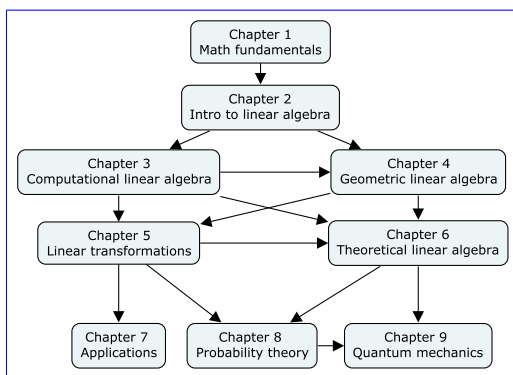 Chapter 1
Math fundamentals
Chapter 2
Intro to linear algebra
Chapter 3
Computational linear algebra
Chapter 4
Geometric linear algebra
Chapter 5
Linear transformations
Chapter 6
Theoretical linear algebra
Chapter 7
Applications
Chapter 8
Probability theory
Chapter 9
Quantum mechanics